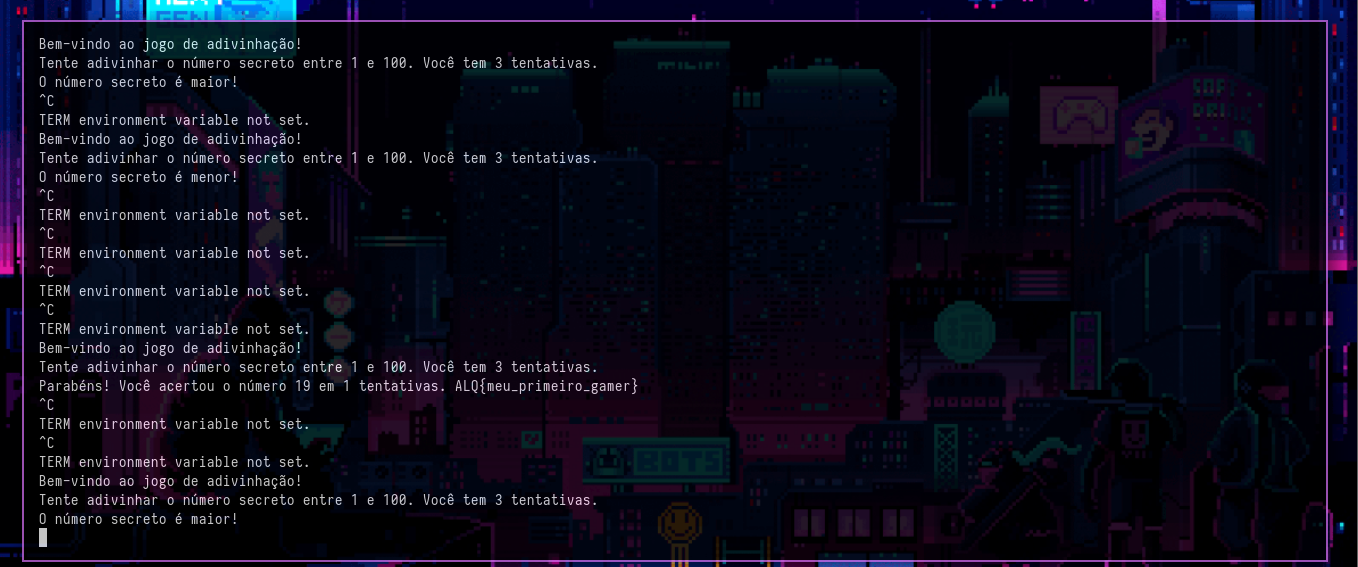 NEXT
GEN
Bem-vindo ao jogo de adivinhação!
Tente adivinhar o número secreto entre 1 e 100. Você tem 3 tentativas.
O número secreto é maior!
^C
TERM environment variable not set.
Bem-vindo ao jogo de adivinhação!
Tente adivinhar o número secreto entre 1 e 100. Você tem 3 tentativas.
O número secreto é menor!
^C
TERM environment variable not set.
^C
TERM environment variable not set.
^C
TERM environment variable not set.
^C
TERM environment variable not set.
Bem-vindo ao jogo de adivinhação!
Tente adivinhar o número secreto entre 1 e 100. Você tem 3 tentativas.
Parabéns! Você acertou o número 19 em 1 tentativas. ALQ{meu_primeiro_gamer}
^C
TERM environment variable not set.
^C
TERM environment variable not set.
Bem-vindo ao jogo de adivinhação!
Tente adivinhar o número secreto entre 1 e 100. Você tem 3 tentativas.
O número secreto é maior!
SOFT
DRINK
BOTS